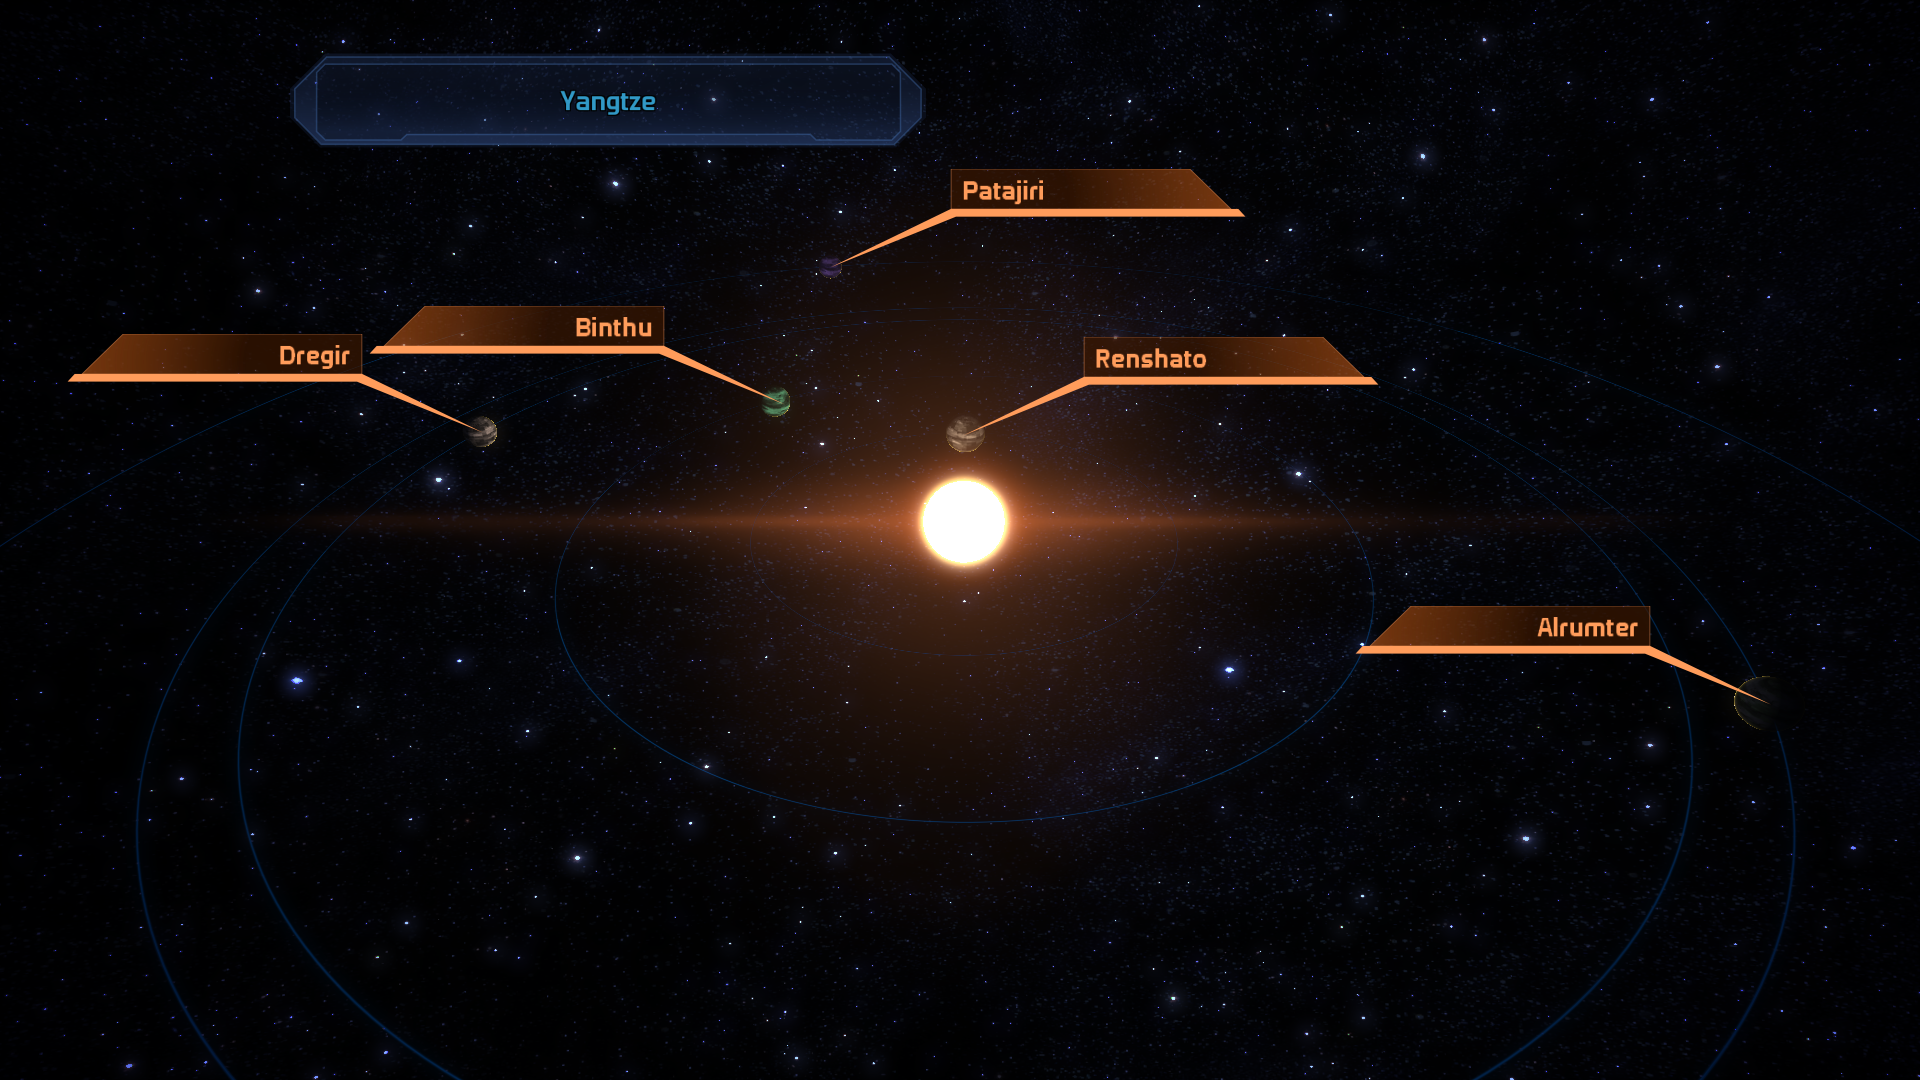 Yangtze
Patajiri
Binthu
Dregir
Renshato
Alrumter